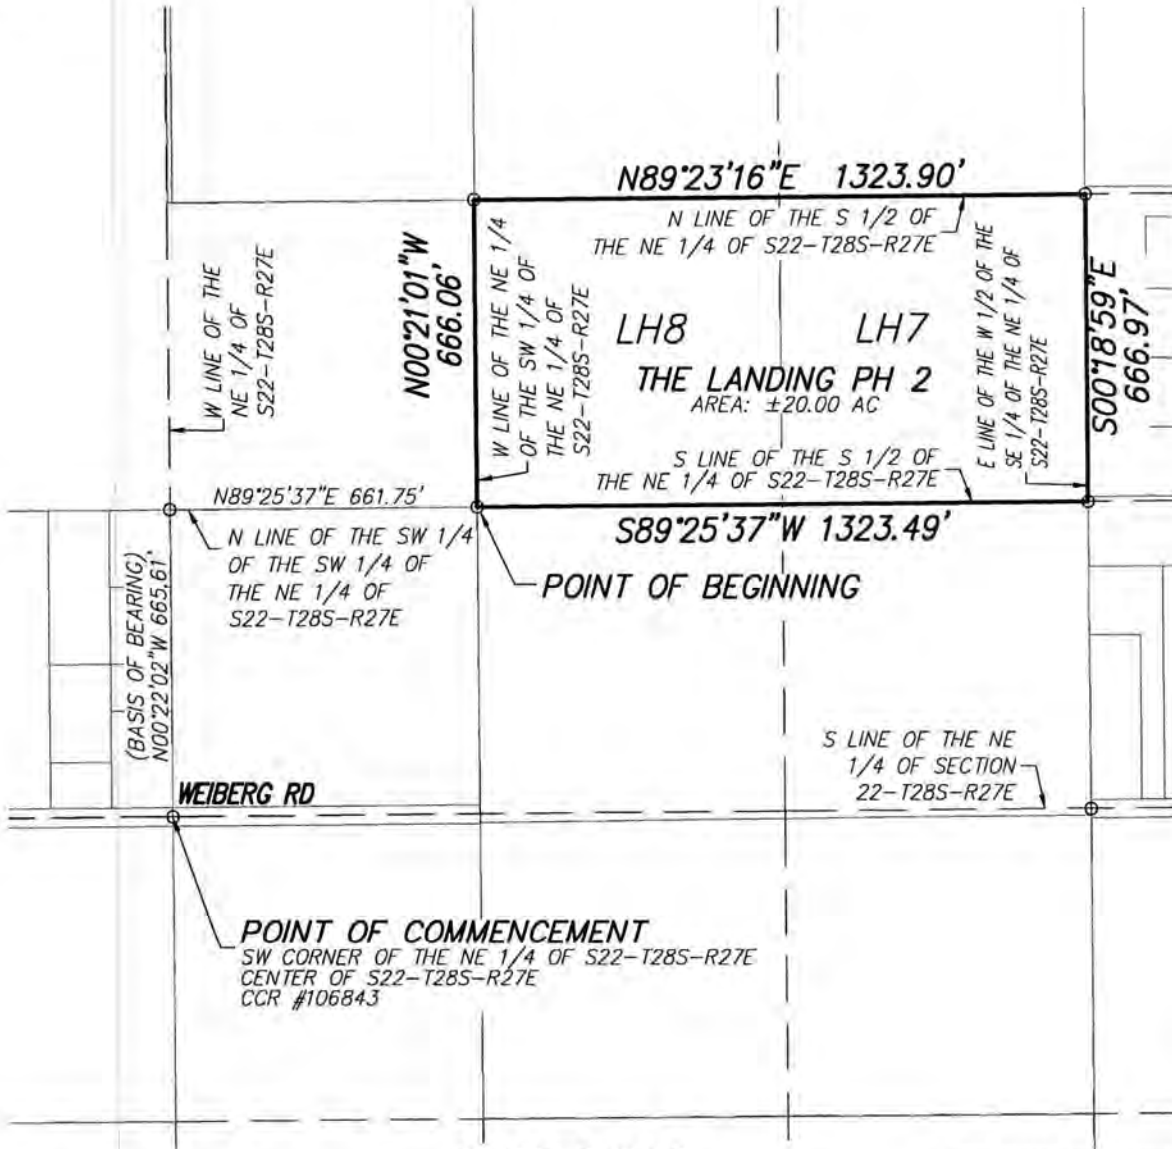 N89°23'16"E 1323.90'
N LINE OF THE S 1/2 OF
THE NE 1/4 OF S22-T28S-R27E
W LINE OF THE
NE 1/4 OF
S22-T28S-R27E
N00°21'01"W
666.06'
W LINE OF THE NE 1/4
OF THE SW 1/4 OF
THE NE 1/4 OF
S22-T28S-R27E
LH8
LH7
THE LANDING PH 2
AREA: ±20.00 AC
E LINE OF THE W 1/2 OF THE
SE 1/4 OF THE NE 1/4 OF
S22-T28S-R27E
S00°18'59"E
666.97'
S LINE OF THE S 1/2 OF
THE NE 1/4 OF S22-T28S-R27E
N89°25'37"E 661.75'
S89°25'37"W 1323.49'
N LINE OF THE SW 1/4
OF THE SW 1/4 OF
THE NE 1/4 OF
S22-T28S-R27E
POINT OF BEGINNING
(BASIS OF BEARING)
N00°22'02"W 665.61'
S LINE OF THE NE
1/4 OF SECTION
22-T28S-R27E
WEIBERG RD
POINT OF COMMENCEMENT
SW CORNER OF THE NE 1/4 OF S22-T28S-R27E
CENTER OF S22-T28S-R27E
CCR #106843